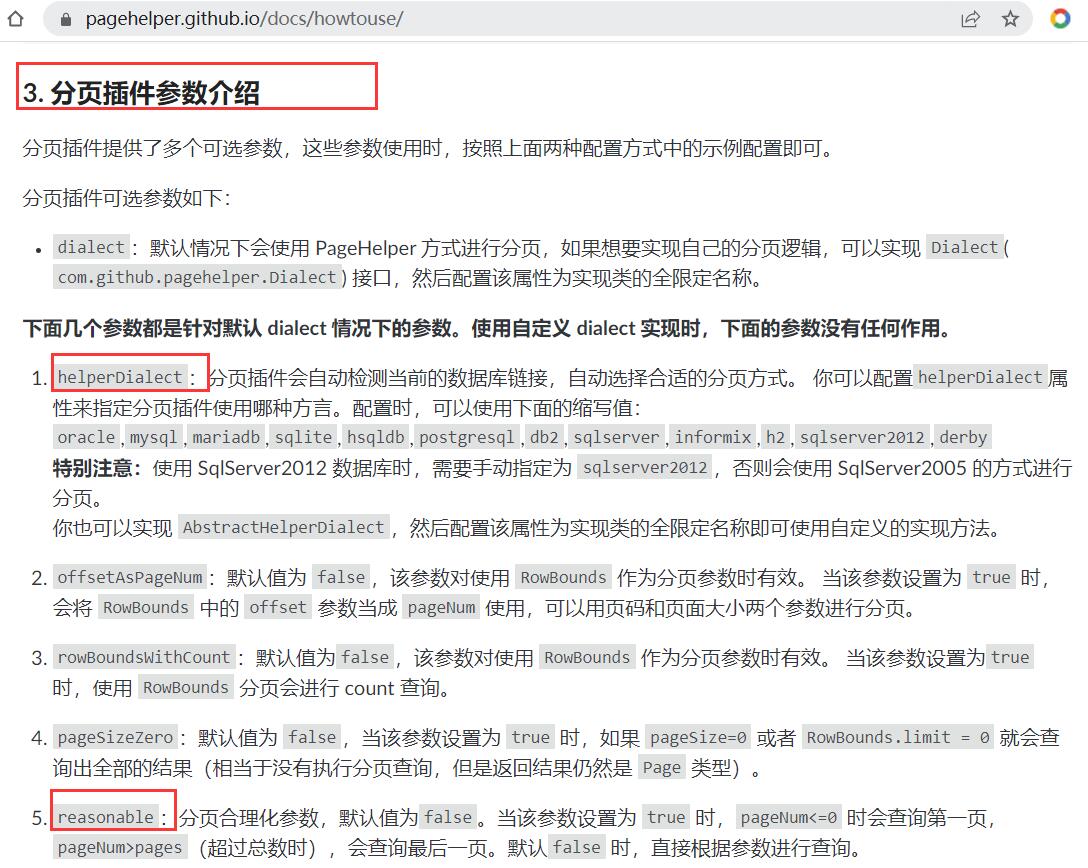 pagehelper.github.io/docs/howtouse/
3. 分页插件参数介绍
分页插件提供了多个可选参数，这些参数使用时，按照上面两种配置方式中的示例配置即可。
分页插件可选参数如下：
• dialect：默认情况下会使用 PageHelper 方式进行分页，如果想要实现自己的分页逻辑，可以实现 Dialect(
com.github.pagehelper.Dialect) 接口，然后配置该属性为实现类的全限定名称。
下面几个参数都是针对默认 dialect 情况下的参数。使用自定义 dialect 实现时，下面的参数没有任何作用。
1. helperDialect：分页插件会自动检测当前的数据库链接，自动选择合适的分页方式。 你可以配置helperDialect属
性来指定分页插件使用哪种方言。配置时，可以使用下面的缩写值：
oracle,mysql,mariadb,sqlite,hsqldb,postgresql,db2,sqlserver,informix,h2,sqlserver2012,derby
特别注意：使用 SqlServer2012 数据库时，需要手动指定为 sqlserver2012，否则会使用 SqlServer2005 的方式进行
分页。
你也可以实现 AbstractHelperDialect，然后配置该属性为实现类的全限定名称即可使用自定义的实现方法。
2. offsetAsPageNum：默认值为 false，该参数对使用 RowBounds 作为分页参数时有效。 当该参数设置为 true 时，
会将 RowBounds 中的 offset 参数当成 pageNum 使用，可以用页码和页面大小两个参数进行分页。
3. rowBoundsWithCount：默认值为false，该参数对使用 RowBounds 作为分页参数时有效。 当该参数设置为true
时，使用 RowBounds 分页会进行 count 查询。
4. pageSizeZero：默认值为 false，当该参数设置为 true 时，如果 pageSize=0 或者 RowBounds.limit = 0 就会查
询出全部的结果（相当于没有执行分页查询，但是返回结果仍然是 Page 类型）。
5. reasonable：分页合理化参数，默认值为false。当该参数设置为 true 时，pageNum<=0 时会查询第一页，
pageNum>pages（超过总数时），会查询最后一页。默认false 时，直接根据参数进行查询。